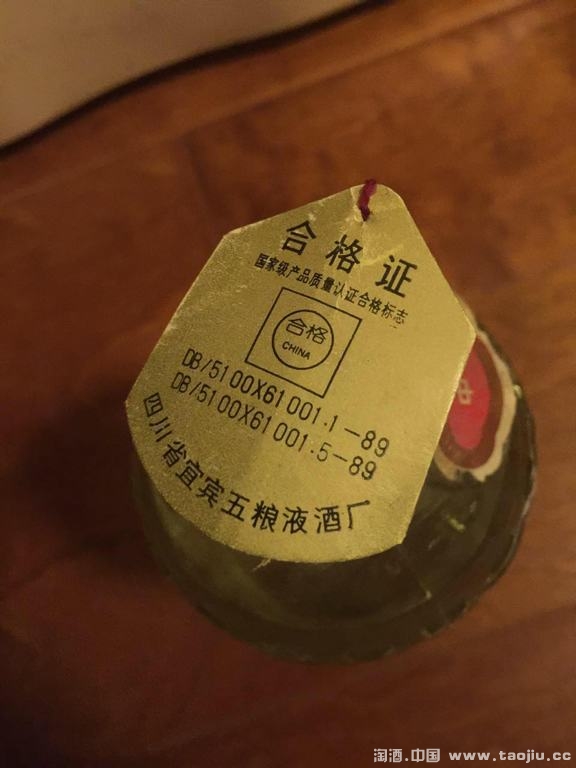 合格证
国家级产品质量认证合格标志
合格
CHINA
DB/5100X61001.1-89
DB/5100X61001.5-89
四川省宜宾五粮液酒厂
中
淘酒.中国 www.taojiu.cc